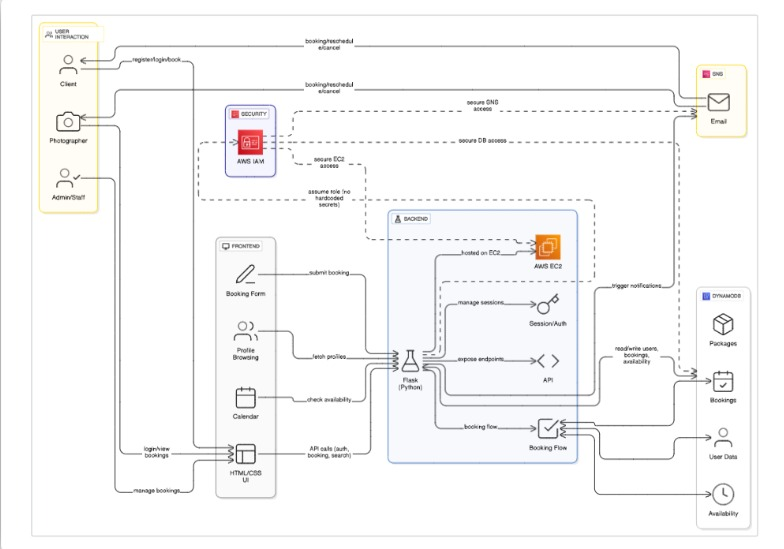 USER
INTERACTION
Client
Photographer
Admin/Staff
booking/reschedul
e/cancel
register/login/book
booking/reschedul
e/cancel
SECURITY
AWS IAM
secure SNS
access
secure DB access
secure EC2
access
assume role (no
hardcoded
secrets)
SNS
Email
FRONTEND
Booking Form
Profile
Browsing
Calendar
HTML/CSS
UI
submit booking
fetch profiles
check availability
API calls (auth,
booking, search)
login/view
bookings
manage bookings
BACKEND
Flask
(Python)
hosted on EC2
AWS EC2
manage sessions
Session/Auth
expose endpoints
API
booking flow
Booking Flow
trigger notifications
read/write users,
bookings,
availability
DYNAMODB
Packages
Bookings
User Data
Availability